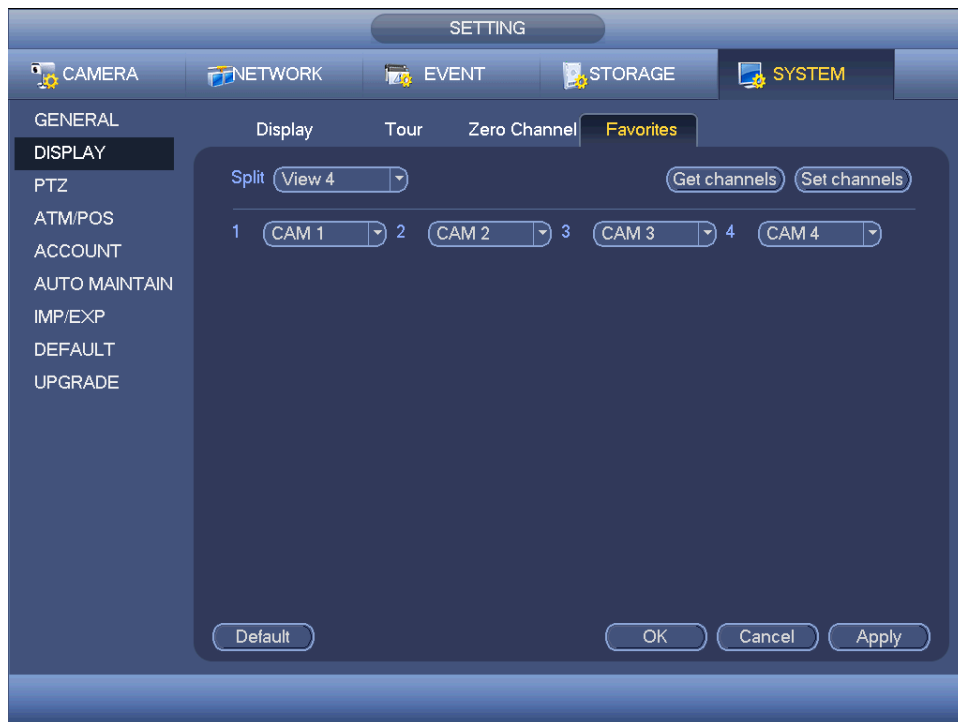 SETTING
CAMERA NETWORK EVENT STORAGE SYSTEM
GENERAL
DISPLAY
PTZ
ATM/POS
ACCOUNT
AUTO MAINTAIN
IMP/EXP
DEFAULT
UPGRADE
Display Tour Zero Channel Favorites
Split View 4 Get channels Set channels
1 CAM 1 2 CAM 2 3 CAM 3 4 CAM 4
Default OK Cancel Apply